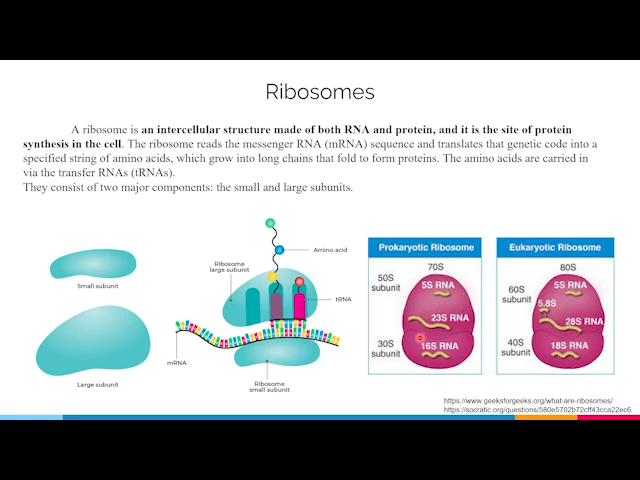 Ribosomes
A ribosome is an intercellular structure made of both RNA and protein, and it is the site of protein
synthesis in the cell. The ribosome reads the messenger RNA (mRNA) sequence and translates that genetic code into a
specified string of amino acids, which grow into long chains that fold to form proteins. The amino acids are carried in
via the transfer RNAs (tRNAs).
They consist of two major components: the small and large subunits.
Small subunit
Large subunit
Amino acid
Ribosome
large subunit
tRNA
mRNA
Ribosome
small subunit
Prokaryotic Ribosome
70S
50S
subunit
5S RNA
23S RNA
30S
subunit
16S RNA
Eukaryotic Ribosome
80S
60S
subunit
5S RNA
5.8S
28S RNA
40S
subunit
18S RNA
https://www.geeksforgeeks.org/what-are-ribosomes/
https://socratic.org/questions/580e5702b72cff43cca22ec6